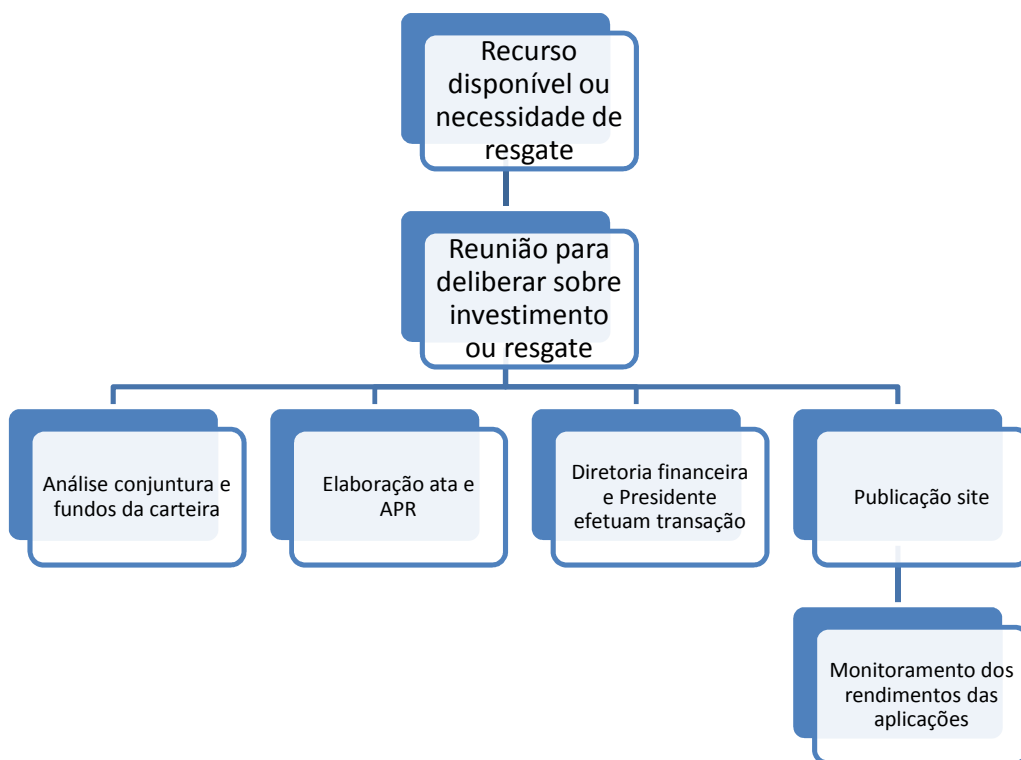 Recurso
disponível ou
necessidade de
resgate
Reunião para
deliberar sobre
investimento
ou resgate
Análise conjuntura e
fundos da carteira
Elaboração ata e
APR
Diretoria financeira
e Presidente
efetuam transação
Publicação site
Monitoramento dos
rendimentos das
aplicações